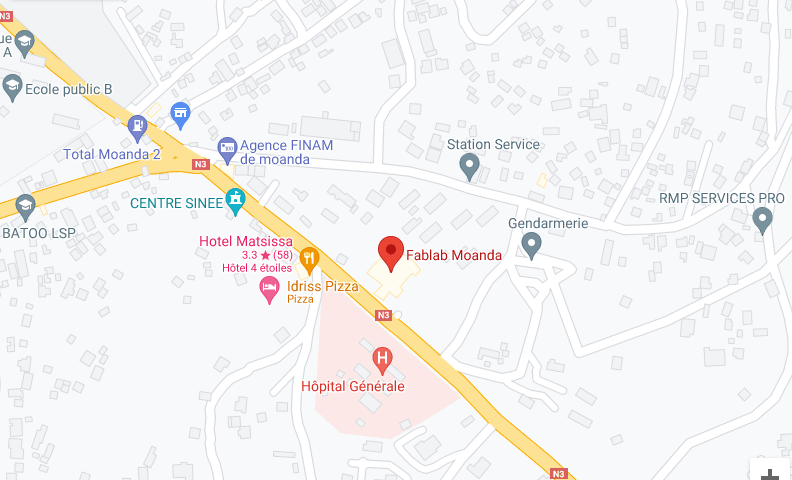 N3
ue
A
Ecole public B
Total Moanda 2
Agence FINAM
de moanda
N3
Station Service
CENTRE SINEE
RMP SERVICES PRO
BATOO LSP
Gendarmerie
Hotel Matsissa
3.3 ★ (58)
Hôtel 4 étoiles
Fablab Moanda
Idriss Pizza
Pizza
N3
H
Hôpital Générale
N3